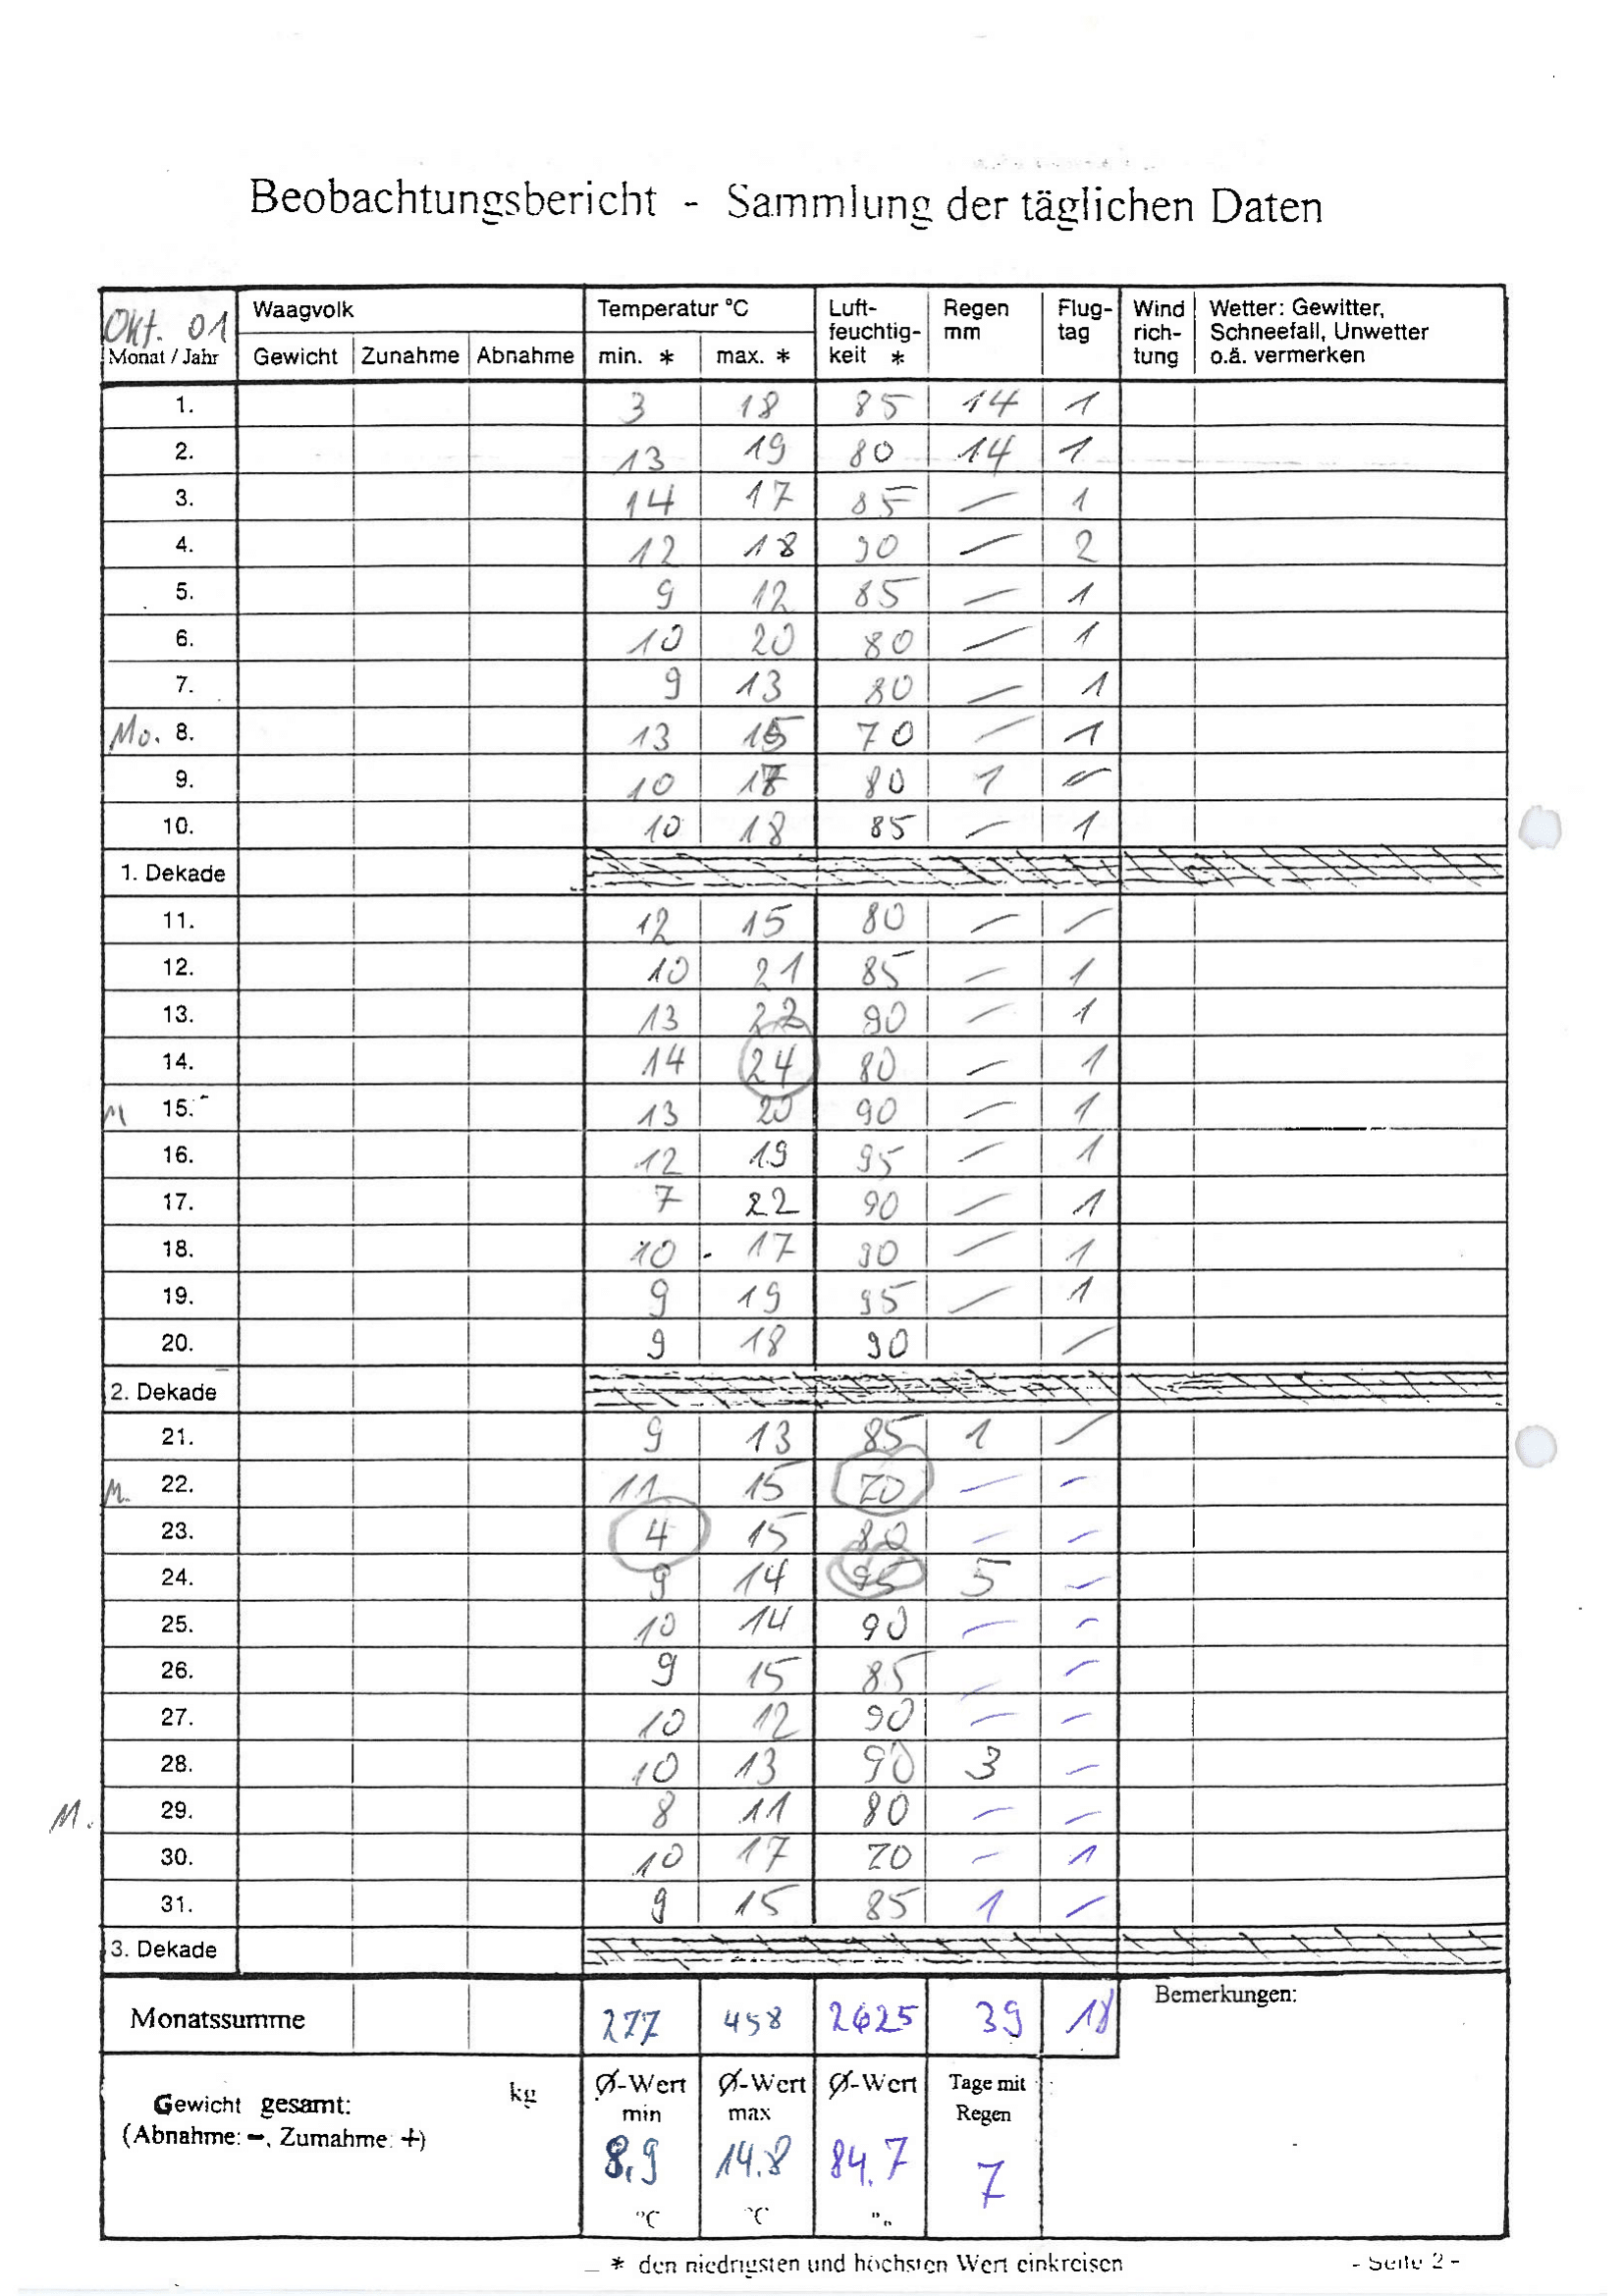 Beobachtungsbericht - Sammlung der täglichen Daten
Okt. 01
Monat / Jahr
Waagvolk
Gewicht Zunahme Abnahme
Temperatur °C
min. * max. *
Luft-
feuchtig-
keit *
Regen
mm
Flug-
tag
Wind
rich-
tung
Wetter: Gewitter,
Schneefall, Unwetter
o.ä. vermerken
1. 3 18 85 14 1
2. 13 19 80 14 1
3. 14 17 85 — 1
4. 12 18 90 — 2
5. 9 12 85 — 1
6. 10 20 80 — 1
7. 9 13 80 — 1
Mo. 8. 13 15 70 — 1
9. 10 17 80 1 —
10. 10 18 85 — 1
1. Dekade
11. 12 15 80 — —
12. 10 21 85 — 1
13. 13 22 90 — 1
14. 14 24 80 — 1
M 15. 13 20 90 — 1
16. 12 19 95 — 1
17. 7 22 90 — 1
18. 10 17 90 — 1
19. 9 19 95 — 1
20. 9 18 90 —
2. Dekade
21. 9 13 85 1 —
M. 22. 11 15 70 — —
23. 4 15 80 — —
24. 9 14 95 5 —
25. 10 14 90 — —
26. 9 15 85 — —
27. 10 12 90 — —
28. 10 13 90 3 —
M. 29. 8 11 80 — —
30. 10 17 70 — 1
31. 9 15 85 1 —
3. Dekade
Monatssumme 277 458 2625 39 18
Bemerkungen:
Gewicht gesamt: kg
(Abnahme: -, Zumahme: +)
Ø-Wert
min
8,9
°C
Ø-Wert
max
14.8
°C
Ø-Wert
84,7
Tage mit
Regen
7
* den niedrigsten und höchsten Wert einkreisen
- Seite 2 -